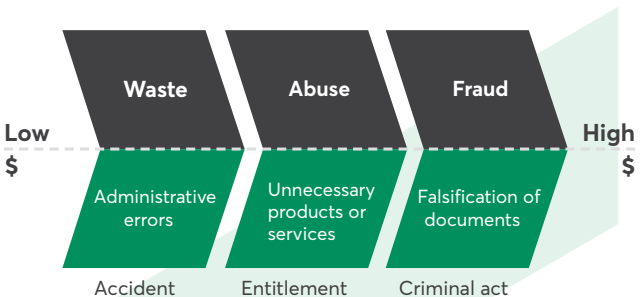 Waste
Abuse
Fraud
Low
High
$
$
Administrative
errors
Unnecessary
products or
services
Falsification of
documents
Accident
Entitlement
Criminal act